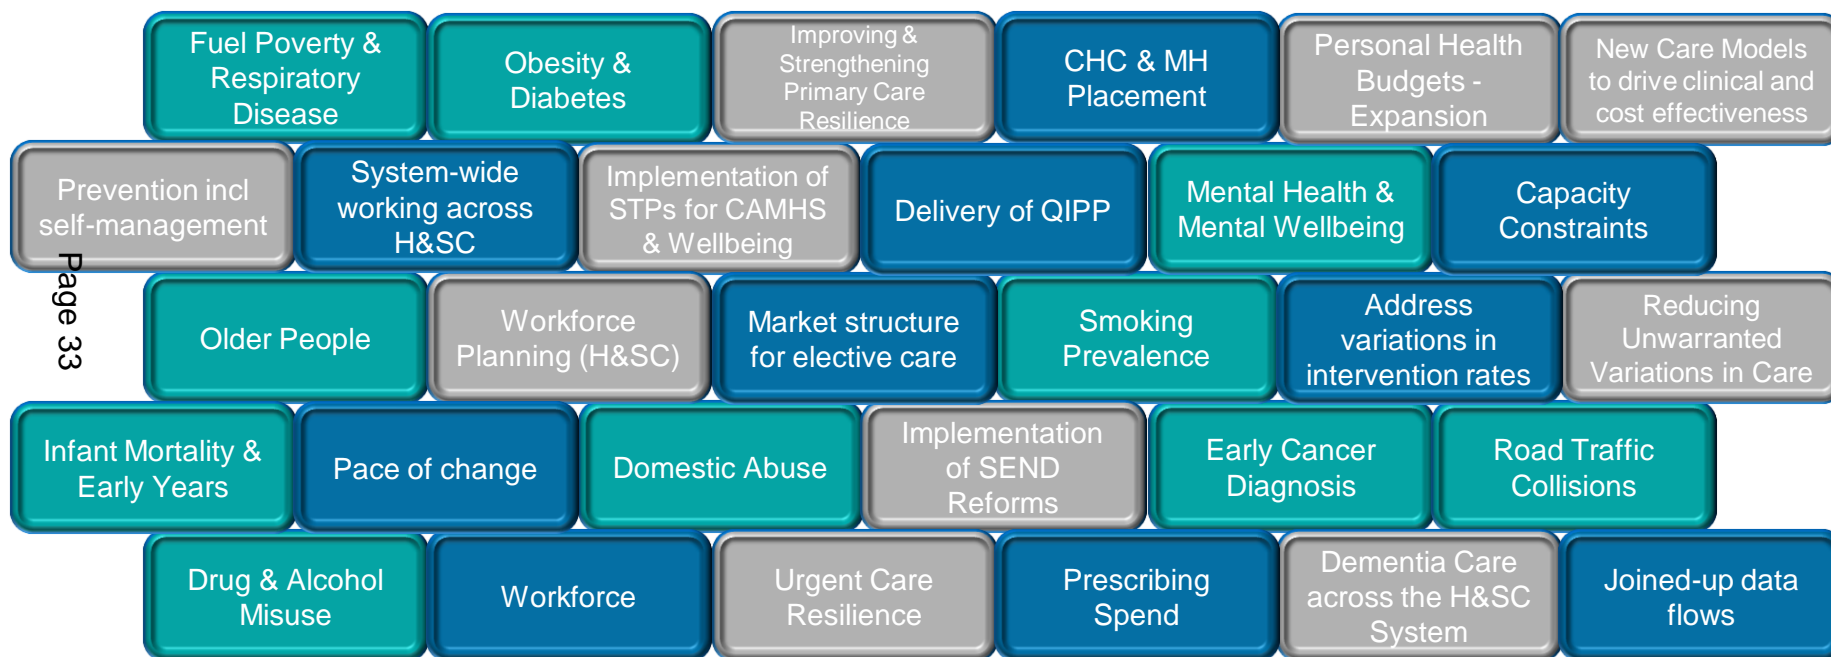 Fuel Poverty &
Respiratory
Disease
Obesity &
Diabetes
Improving &
Strengthening
Primary Care
Resilience
CHC & MH
Placement
Personal Health
Budgets -
Expansion
New Care Models
to drive clinical and
cost effectiveness
Prevention incl
self-management
System-wide
working across
H&SC
Implementation of
STPs for CAMHS
& Wellbeing
Delivery of QIPP
Mental Health &
Mental Wellbeing
Capacity
Constraints
Page 33
Older People
Workforce
Planning (H&SC)
Market structure
for elective care
Smoking
Prevalence
Address
variations in
intervention rates
Reducing
Unwarranted
Variations in Care
Infant Mortality &
Early Years
Pace of change
Domestic Abuse
Implementation
of SEND
Reforms
Early Cancer
Diagnosis
Road Traffic
Collisions
Drug & Alcohol
Misuse
Workforce
Urgent Care
Resilience
Prescribing
Spend
Dementia Care
across the H&SC
System
Joined-up data
flows